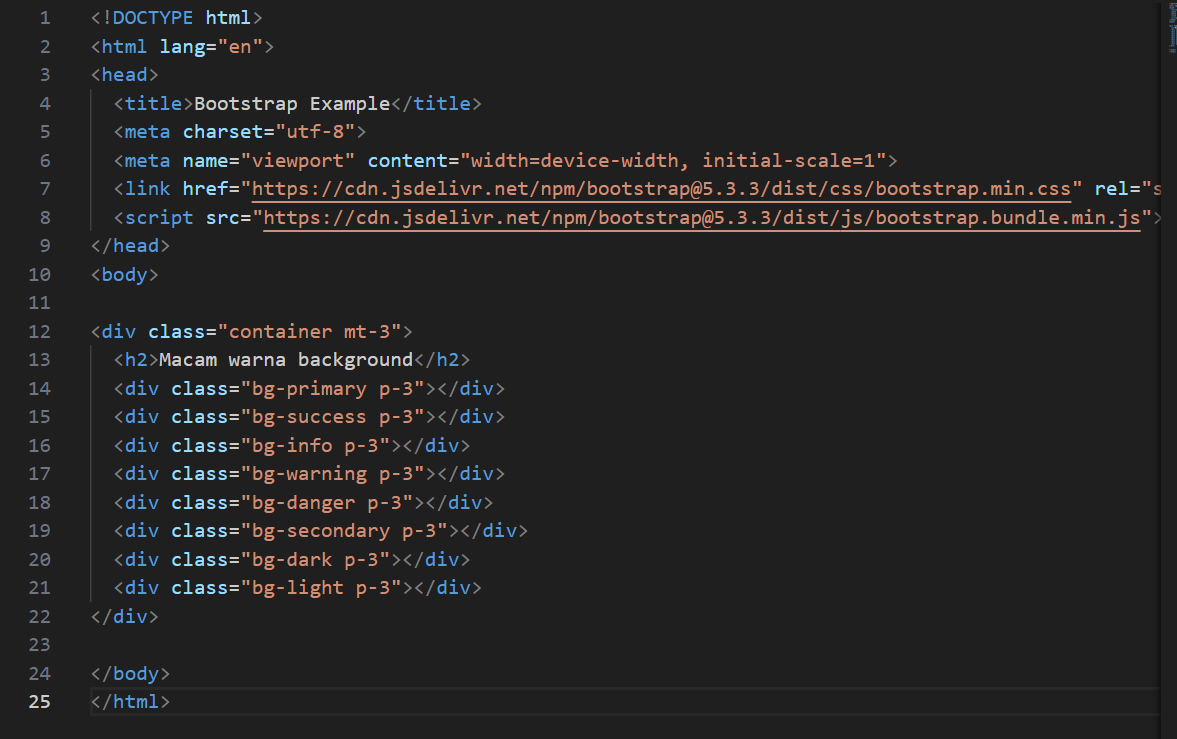 1 <!DOCTYPE html>
2 <html lang="en">
3 <head>
4   <title>Bootstrap Example</title>
5   <meta charset="utf-8">
6   <meta name="viewport" content="width=device-width, initial-scale=1">
7   <link href="https://cdn.jsdelivr.net/npm/bootstrap@5.3.3/dist/css/bootstrap.min.css" rel="s
8   <script src="https://cdn.jsdelivr.net/npm/bootstrap@5.3.3/dist/js/bootstrap.bundle.min.js">
9 </head>
10 <body>
11
12 <div class="container mt-3">
13   <h2>Macam warna background</h2>
14   <div class="bg-primary p-3"></div>
15   <div class="bg-success p-3"></div>
16   <div class="bg-info p-3"></div>
17   <div class="bg-warning p-3"></div>
18   <div class="bg-danger p-3"></div>
19   <div class="bg-secondary p-3"></div>
20   <div class="bg-dark p-3"></div>
21   <div class="bg-light p-3"></div>
22 </div>
23
24 </body>
25 </html>